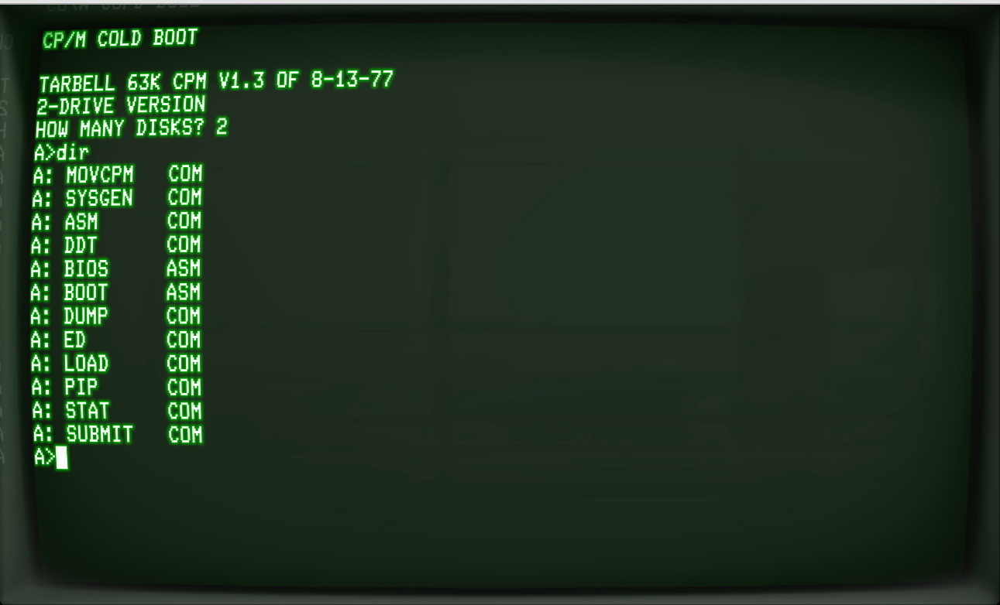 CP/M COLD BOOT
TARBELL 63K CPM V1.3 OF 8-13-77
2-DRIVE VERSION
HOW MANY DISKS? 2
A>dir
A: MOVCPM   COM
A: SYSGEN   COM
A: ASM      COM
A: DDT      COM
A: BIOS     ASM
A: BOOT     ASM
A: DUMP     COM
A: ED       COM
A: LOAD     COM
A: PIP      COM
A: STAT     COM
A: SUBMIT   COM
A>